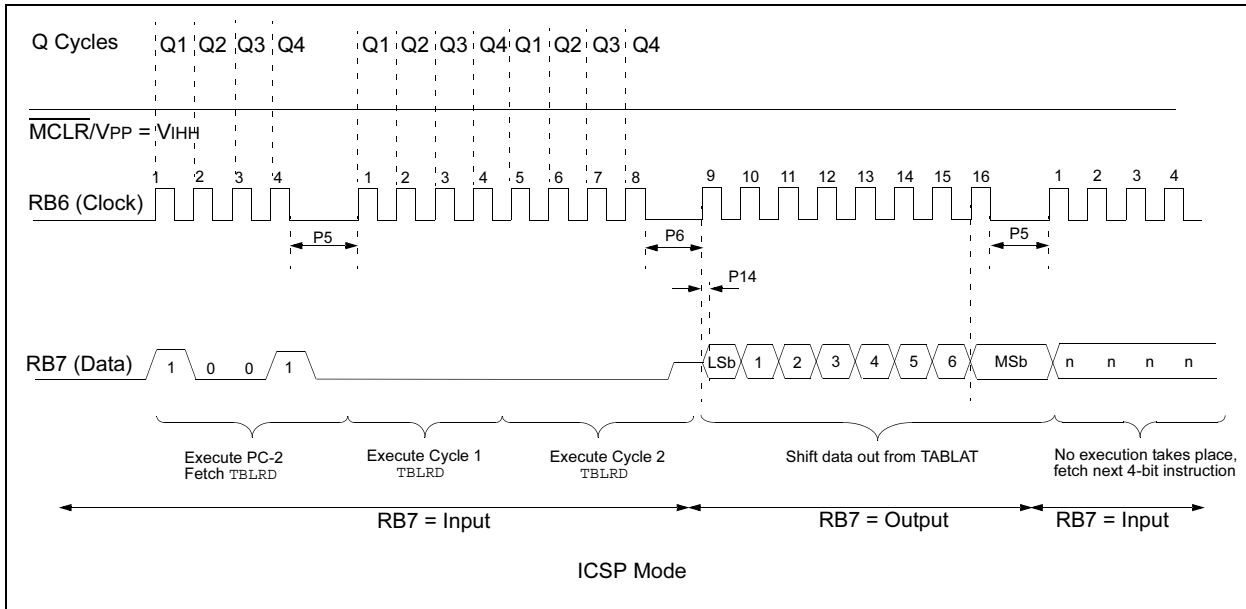 Q Cycles Q1 Q2 Q3 Q4 Q1 Q2 Q3 Q4 Q1 Q2 Q3 Q4
MCLR/VPP = VIHH
1 2 3 4 1 2 3 4 5 6 7 8 9 10 11 12 13 14 15 16 1 2 3 4
RB6 (Clock)
P5 P6 P5
P14
RB7 (Data) 1 0 0 1 LSb 1 2 3 4 5 6 MSb n n n n
Execute PC-2
Fetch TBLRD
Execute Cycle 1
TBLRD
Execute Cycle 2
TBLRD
Shift data out from TABLAT
No execution takes place,
fetch next 4-bit instruction
RB7 = Input RB7 = Output RB7 = Input
ICSP Mode